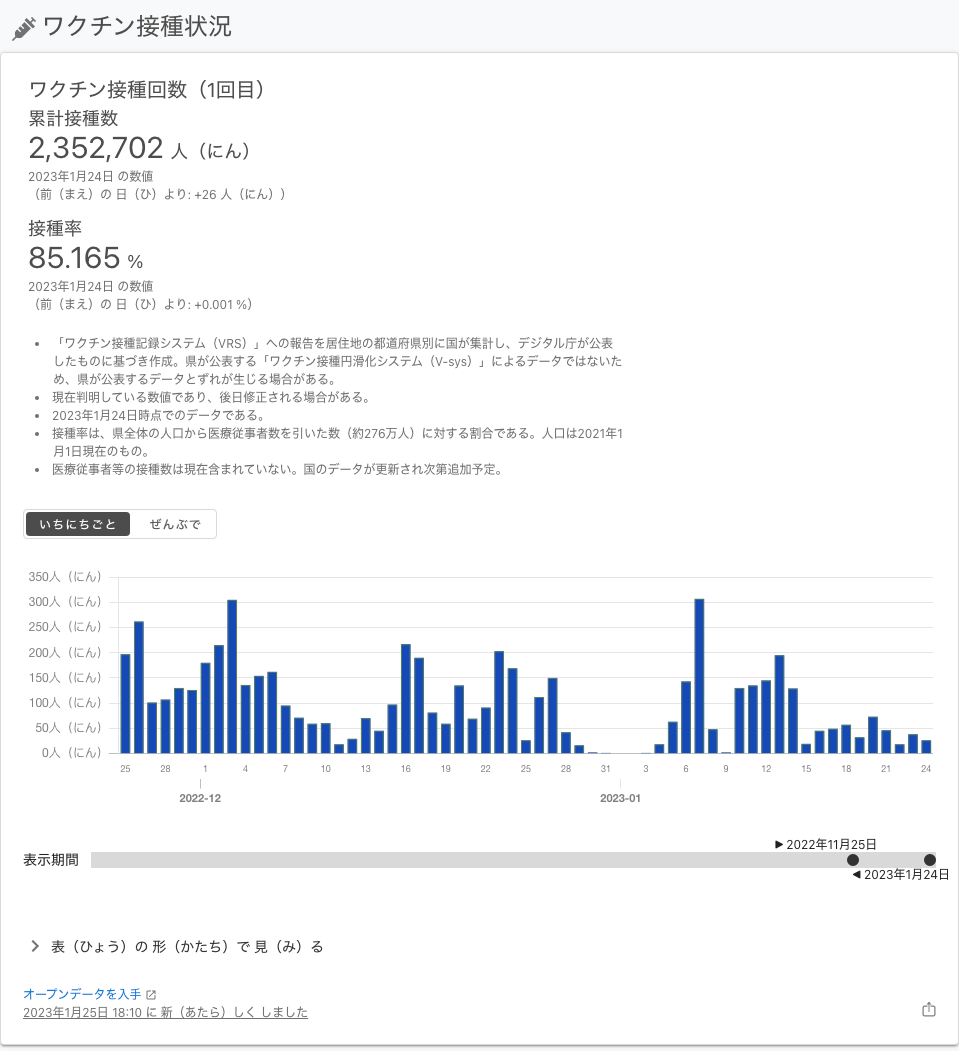 ワクチン接種状況
ワクチン接種回数（1回目）
累計接種数
2,352,702 人（にん）
2023年1月24日 の数値
（前（まえ）の 日（ひ）より: +26 人（にん））
接種率
85.165 %
2023年1月24日 の数値
（前（まえ）の 日（ひ）より: +0.001 %）
• 「ワクチン接種記録システム（VRS）」への報告を居住地の都道府県別に国が集計し、デジタル庁が公表
したものに基づき作成。県が公表する「ワクチン接種円滑化システム（V-sys）」によるデータではないた
め、県が公表するデータとずれが生じる場合がある。
• 現在判明している数値であり、後日修正される場合がある。
• 2023年1月24日時点でのデータである。
• 接種率は、県全体の人口から医療従事者数を引いた数（約276万人）に対する割合である。人口は2021年1
月1日現在のもの。
• 医療従事者等の接種数は現在含まれていない。国のデータが更新され次第追加予定。
いちにちごと ぜんぶで
350人（にん）
300人（にん）
250人（にん）
200人（にん）
150人（にん）
100人（にん）
50人（にん）
0人（にん）
25 28 1 4 7 10 13 16 19 22 25 28 31 3 6 9 12 15 18 21 24
2022-12 2023-01
▶ 2022年11月25日
表示期間
◀ 2023年1月24日
表（ひょう）の 形（かたち）で 見（み）る
オープンデータを入手
2023年1月25日 18:10 に 新（あたら）しく しました